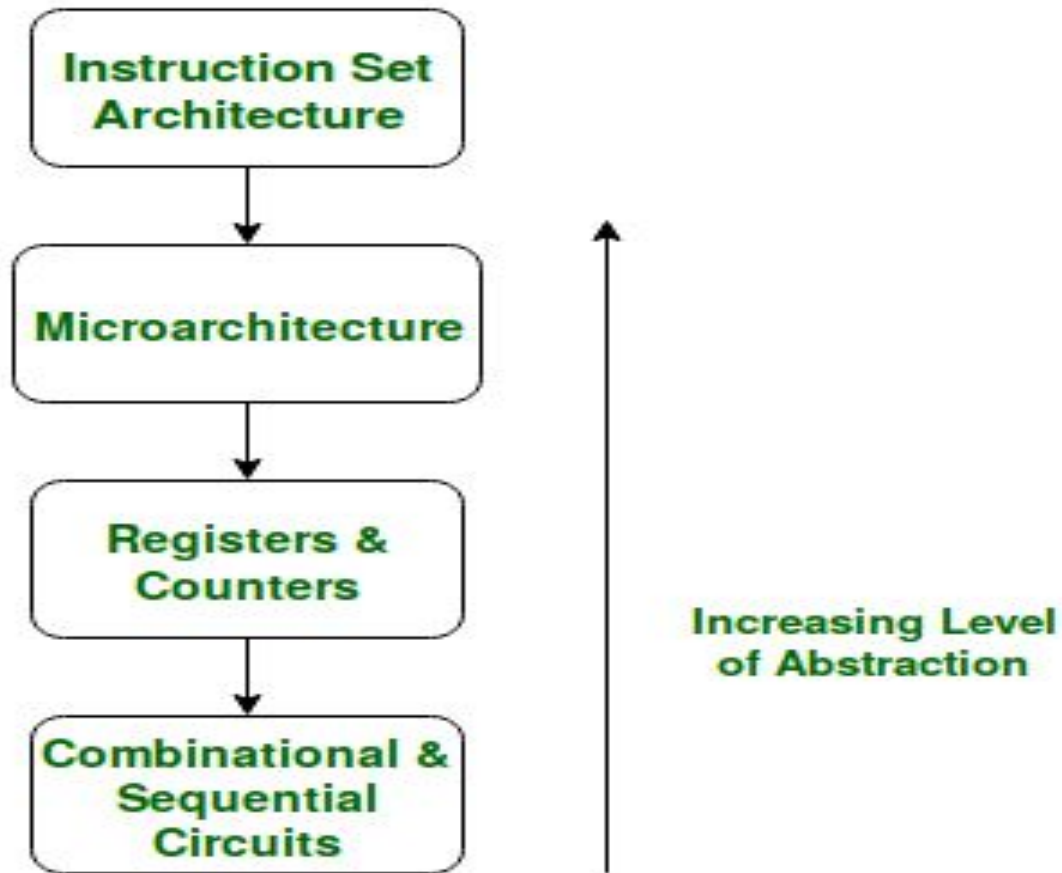 Instruction Set
Architecture
Microarchitecture
Registers &
Counters
Increasing Level
of Abstraction
Combinational &
Sequential
Circuits